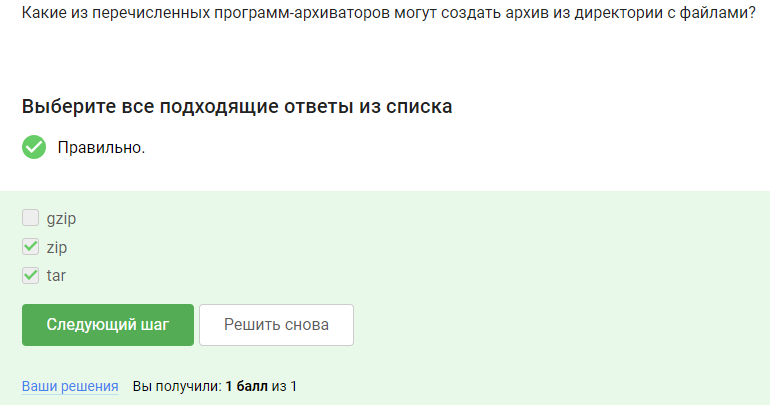 Какие из перечисленных программ-архиваторов могут создать архив из директории с файлами?
Выберите все подходящие ответы из списка
Правильно.
gzip
zip
tar
Следующий шаг Решить снова
Ваши решения Вы получили: 1 балл из 1